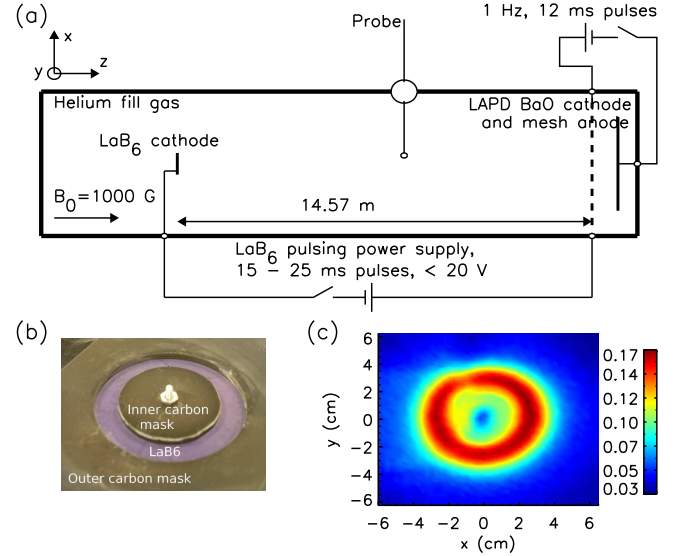 (a)
1 Hz, 12 ms pulses
Probe
x
y
z
Helium fill gas
LAPD BaO cathode
and mesh anode
LaB6 cathode
B0=1000 G
14.57 m
LaB6 pulsing power supply,
15 – 25 ms pulses, < 20 V
(b)
Inner carbon
mask
LaB6
Outer carbon mask
(c)
6
4
2
0
−2
−4
−6
y (cm)
−6 −4 −2 0 2 4 6
x (cm)
0.17
0.14
0.12
0.10
0.07
0.05
0.03